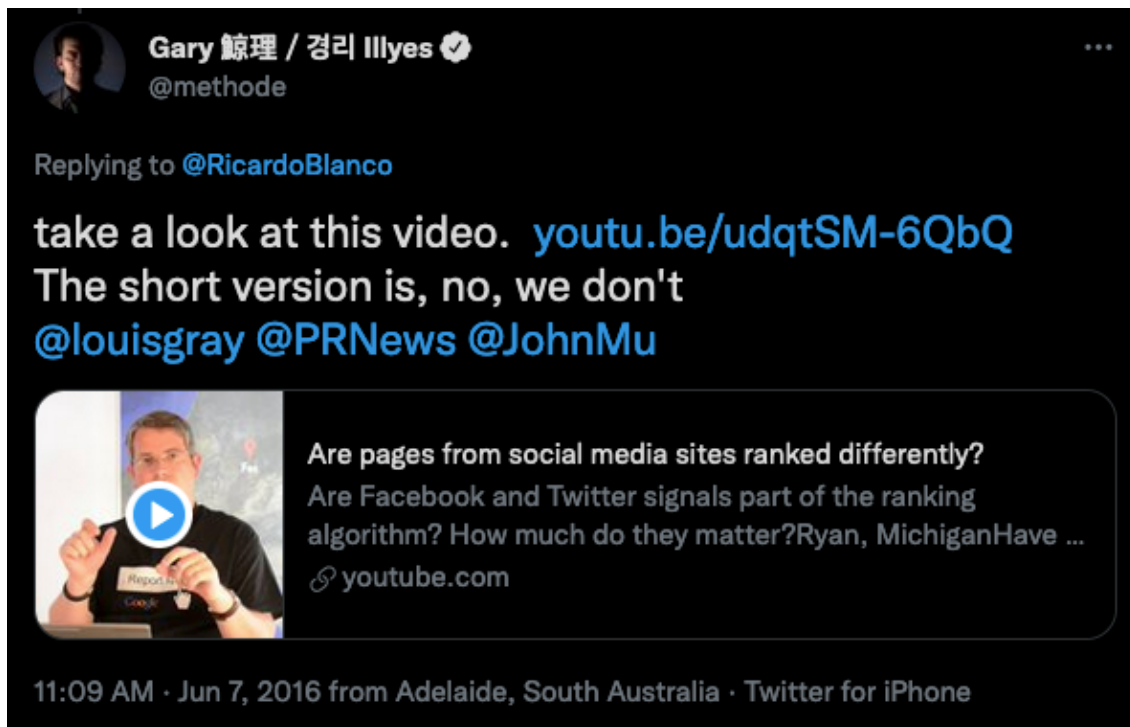 Gary 鯨理 / 경리 Illyes
@methode
Replying to @RicardoBlanco
take a look at this video. youtu.be/udqtSM-6QbQ
The short version is, no, we don't
@louisgray @PRNews @JohnMu
Are pages from social media sites ranked differently?
Are Facebook and Twitter signals part of the ranking
algorithm? How much do they matter?Ryan, MichiganHave ...
youtube.com
Google
11:09 AM · Jun 7, 2016 from Adelaide, South Australia · Twitter for iPhone